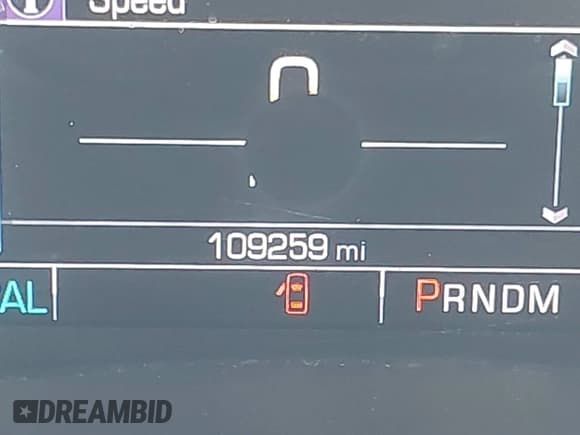 Speed
109259 mi
AL PRNDM
DREAMBID